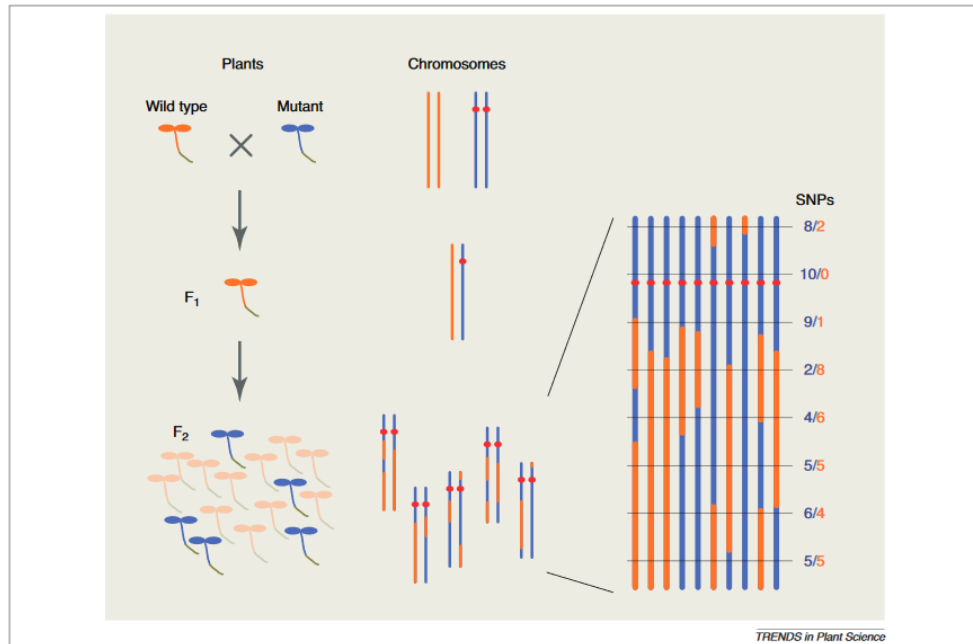 Plants
Chromosomes
Wild type
Mutant
SNPs
8/2
10/0
F1
9/1
2/8
4/6
F2
5/5
6/4
5/5
TRENDS in Plant Science